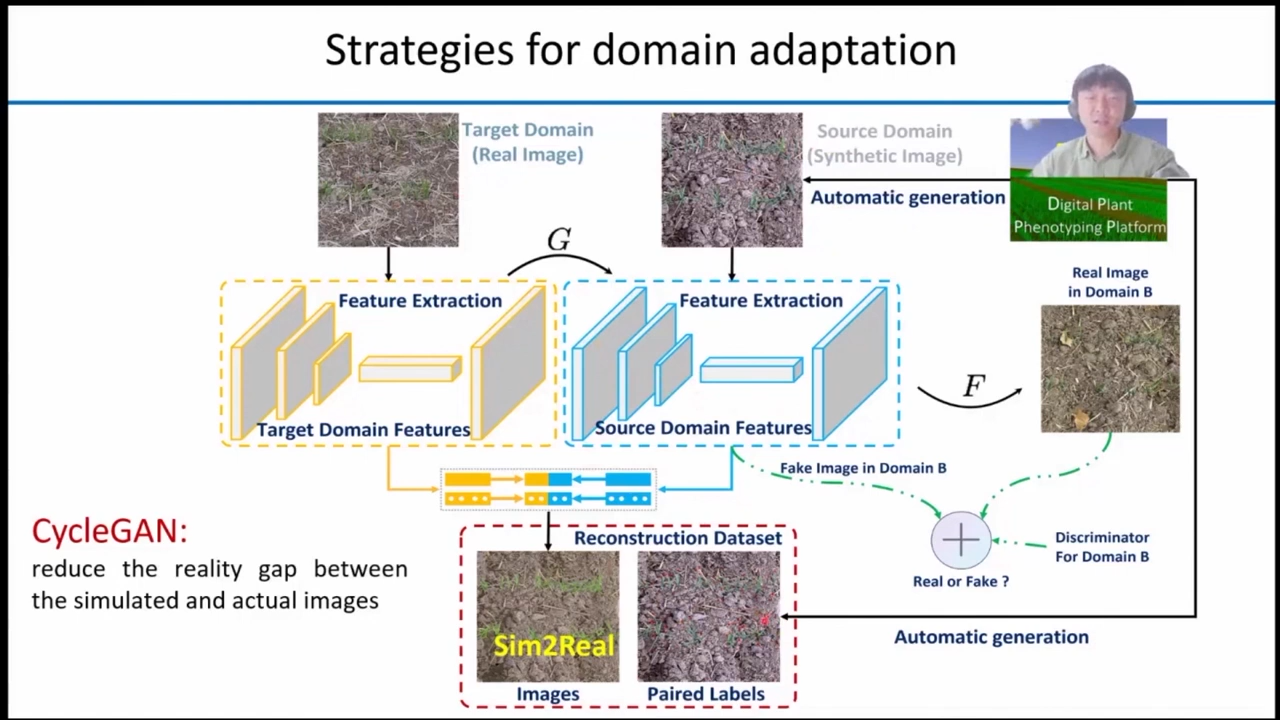 Strategies for domain adaptation
Target Domain
(Real Image)
Source Domain
(Synthetic Image)
Automatic generation
Digital Plant
Phenotyping Platform
G
Feature Extraction
Target Domain Features
Feature Extraction
Source Domain Features
F
Real Image
in Domain B
Fake Image in Domain B
Discriminator
For Domain B
Real or Fake ?
CycleGAN:
reduce the reality gap between
the simulated and actual images
Reconstruction Dataset
Sim2Real
Images
Paired Labels
Automatic generation